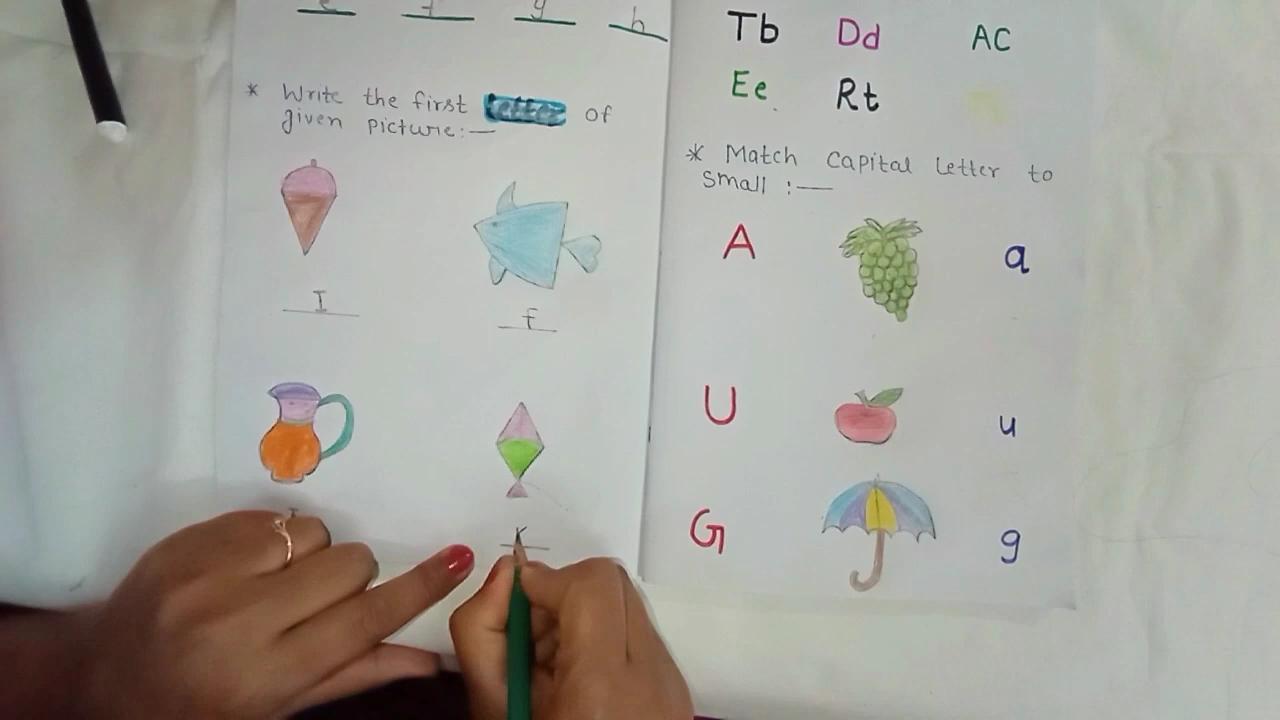 e f g h
* Write the first letter of
given picture:—
I
f
K
Tb Dd AC
Ee Rt
* Match Capital Letter to
Small :—
A a
U u
G g